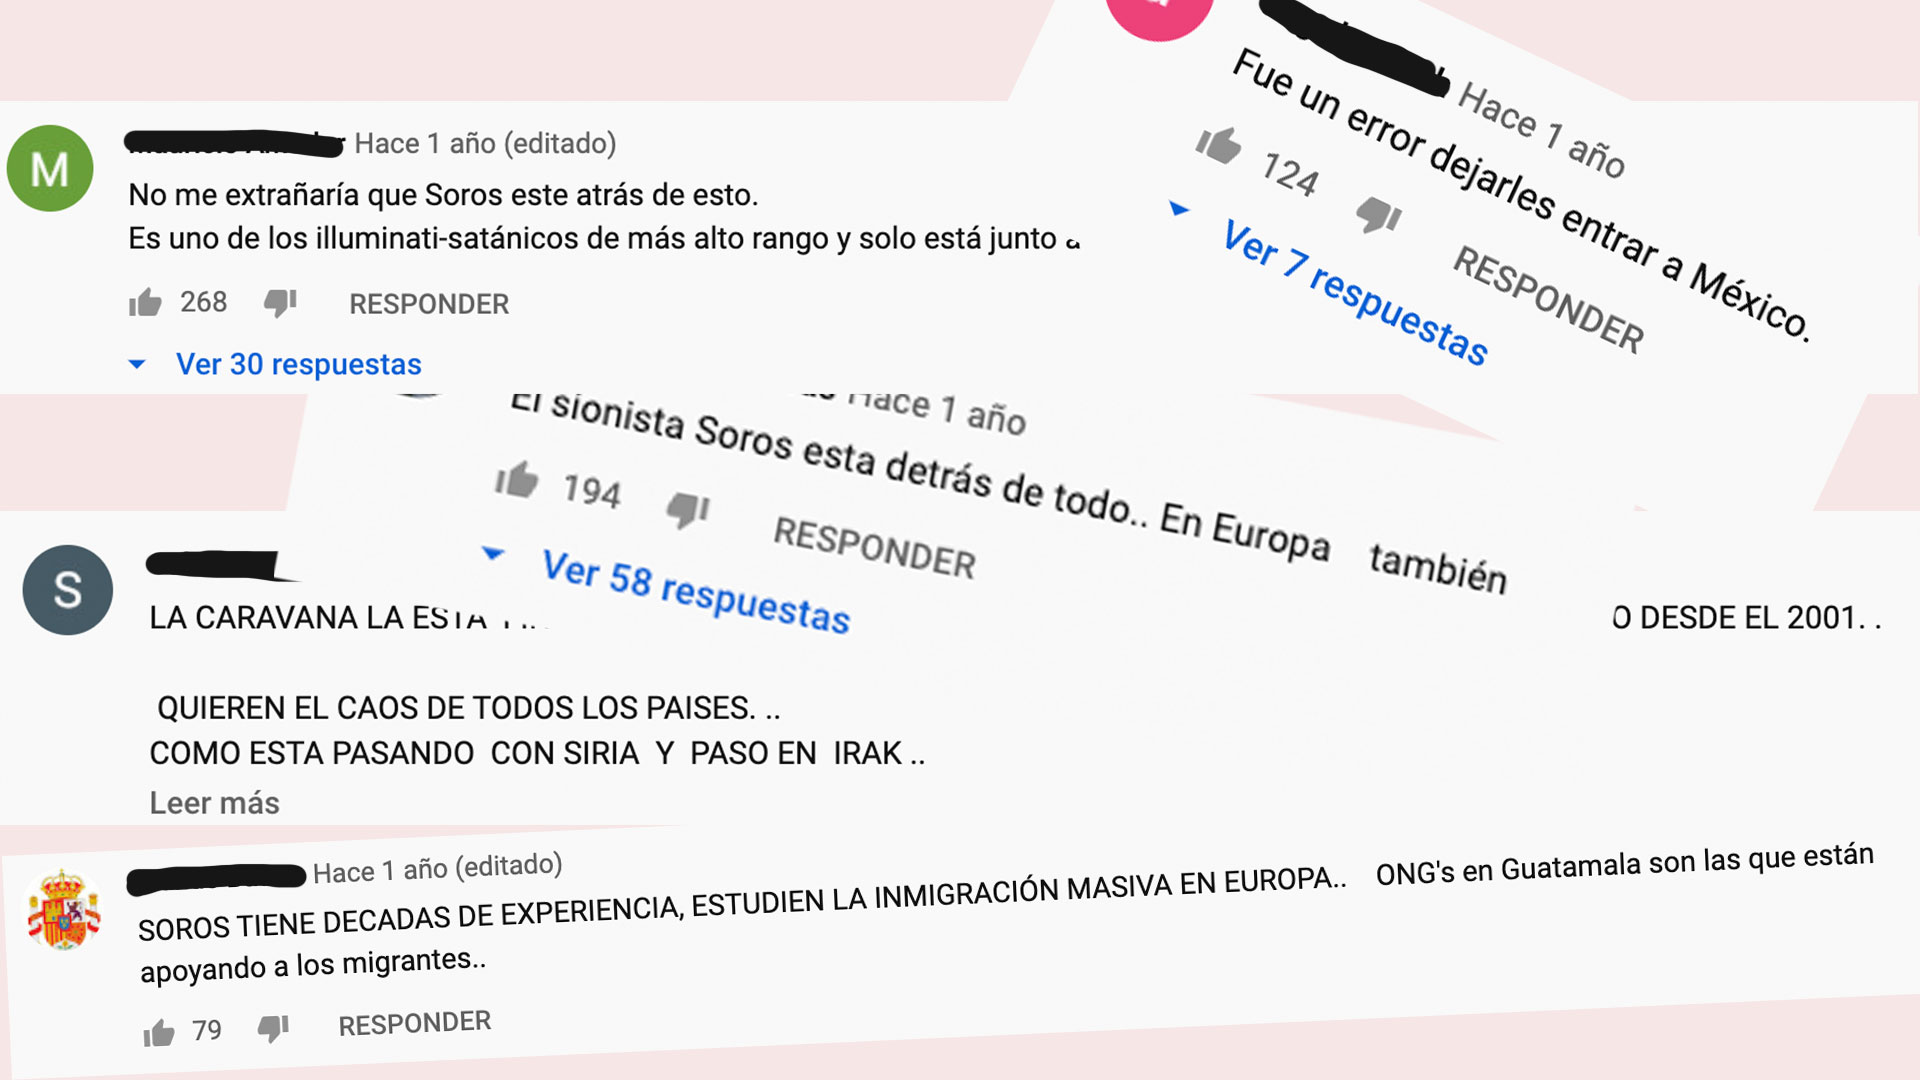 Hace 1 año
Fue un error dejarles entrar a México.
124
RESPONDER
Ver 7 respuestas
M
Hace 1 año (editado)
No me extrañaría que Soros este atrás de esto.
Es uno de los illuminati-satánicos de más alto rango y solo está junto a
268 RESPONDER
Ver 30 respuestas
Hace 1 año
El sionista Soros esta detrás de todo.. En Europa también
194 RESPONDER
Ver 58 respuestas
S
LA CARAVANA LA ESTA O DESDE EL 2001. .
QUIEREN EL CAOS DE TODOS LOS PAISES. ..
COMO ESTA PASANDO CON SIRIA Y PASO EN IRAK ..
Leer más
Hace 1 año (editado)
SOROS TIENE DECADAS DE EXPERIENCIA, ESTUDIEN LA INMIGRACIÓN MASIVA EN EUROPA.. ONG's en Guatamala son las que están
apoyando a los migrantes..
79 RESPONDER